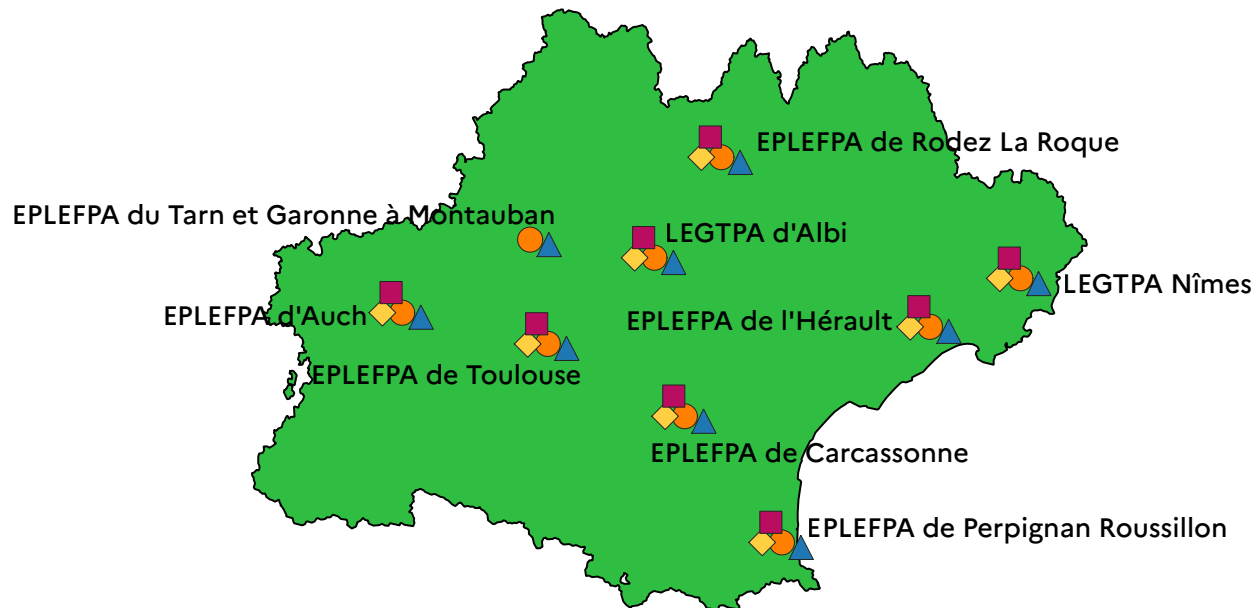 EPLEFPA de Rodez La Roque
EPLEFPA du Tarn et Garonne à Montauban
LEGTPA d'Albi
LEGTPA Nîmes
EPLEFPA d'Auch
EPLEFPA de l'Hérault
EPLEFPA de Toulouse
EPLEFPA de Carcassonne
EPLEFPA de Perpignan Roussillon